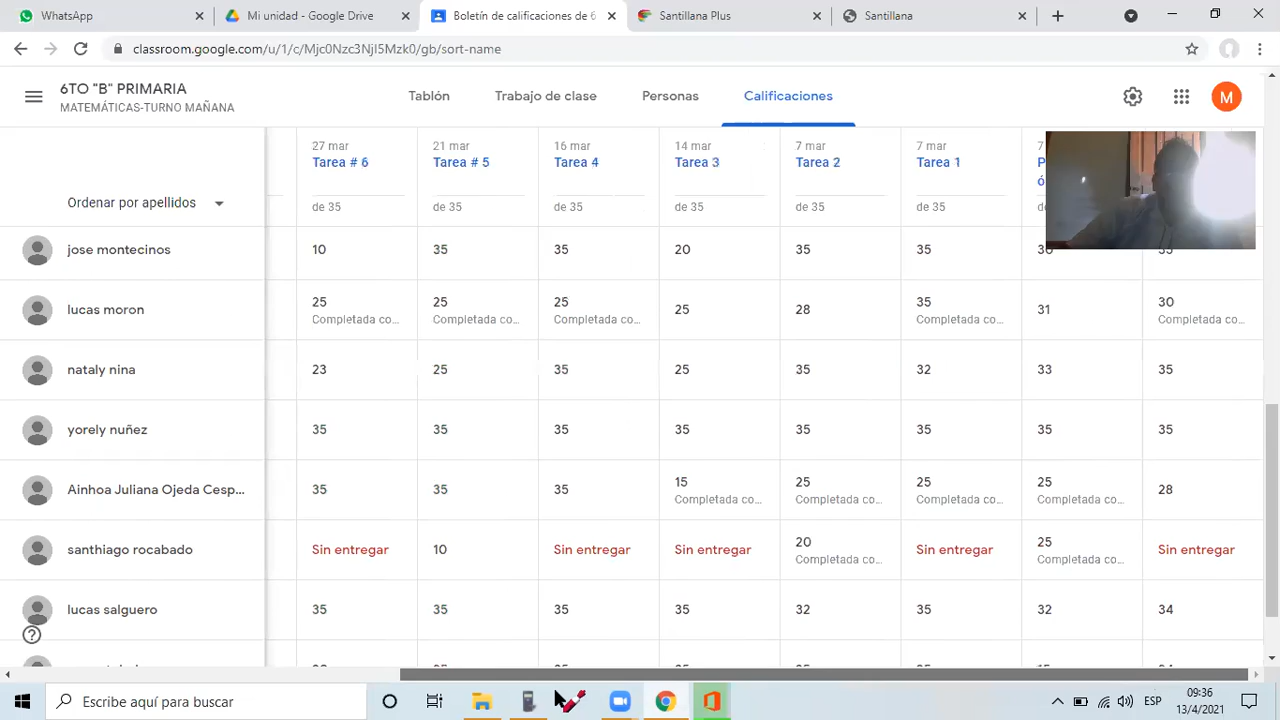 WhatsApp
Mi unidad - Google Drive
Boletín de calificaciones de 6
Santillana Plus
Santillana
classroom.google.com/u/1/c/Mjc0Nzc3NjI5Mzk0/gb/sort-name
6TO "B" PRIMARIA
MATEMÁTICAS-TURNO MAÑANA
Tablón
Trabajo de clase
Personas
Calificaciones
M
27 mar 21 mar 16 mar 14 mar 7 mar 7 mar 7
Tarea # 6 Tarea # 5 Tarea 4 Tarea 3 Tarea 2 Tarea 1 P
ó
Ordenar por apellidos
de 35 de 35 de 35 de 35 de 35 de 35 de
jose montecinos 10 35 35 20 35 35
lucas moron 25 25 25 25 28 35 31 30
Completada co... Completada co... Completada co... Completada co... Completada co...
nataly nina 23 25 35 25 35 32 33 35
yorely nuñez 35 35 35 35 35 35 35 35
Ainhoa Juliana Ojeda Cesp... 35 35 35 15 25 25 25 28
Completada co... Completada co... Completada co... Completada co...
santhiago rocabado Sin entregar 10 Sin entregar Sin entregar 20 Sin entregar 25 Sin entregar
Completada co... Completada co...
lucas salguero 35 35 35 35 32 35 32 34
Escribe aquí para buscar
ESP
09:36
13/4/2021